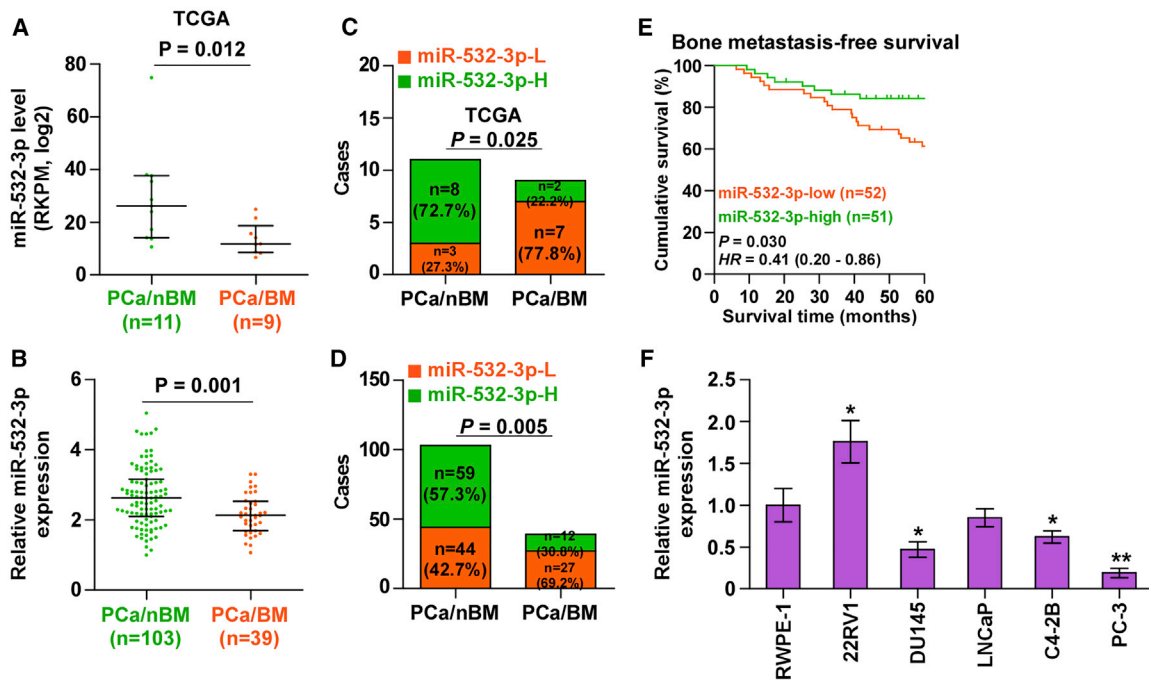 A
TCGA
P = 0.012
miR-532-3p level
(RKPM, log2)
80
60
40
20
0
PCa/nBM
(n=11)
PCa/BM
(n=9)
B
P = 0.001
Relative miR-532-3p
expression
6
4
2
0
PCa/nBM
(n=103)
PCa/BM
(n=39)
C
miR-532-3p-L
miR-532-3p-H
TCGA
P = 0.025
Cases
20
15
10
5
0
n=8
(72.7%)
n=3
(27.3%)
n=2
(22.2%)
n=7
(77.8%)
PCa/nBM
PCa/BM
D
miR-532-3p-L
miR-532-3p-H
P = 0.005
Cases
150
100
50
0
n=59
(57.3%)
n=44
(42.7%)
n=12
(30.8%)
n=27
(69.2%)
PCa/nBM
PCa/BM
E
Bone metastasis-free survival
Cumulative survival (%)
100
80
60
40
20
0
miR-532-3p-low (n=52)
miR-532-3p-high (n=51)
P = 0.030
HR = 0.41 (0.20 - 0.86)
0 10 20 30 40 50 60
Survival time (months)
F
Relative miR-532-3p
expression
2.5
2.0
1.5
1.0
0.5
0
*
*
*
**
RWPE-1
22RV1
DU145
LNCaP
C4-2B
PC-3